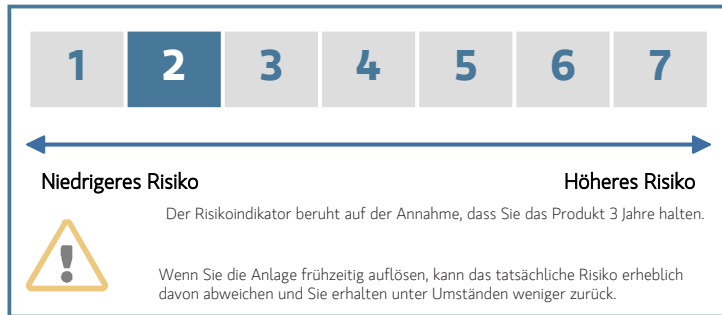 1 2 3 4 5 6 7
Niedrigeres Risiko Höheres Risiko
Der Risikoindikator beruht auf der Annahme, dass Sie das Produkt 3 Jahre halten.
!
Wenn Sie die Anlage frühzeitig auflösen, kann das tatsächliche Risiko erheblich
davon abweichen und Sie erhalten unter Umständen weniger zurück.